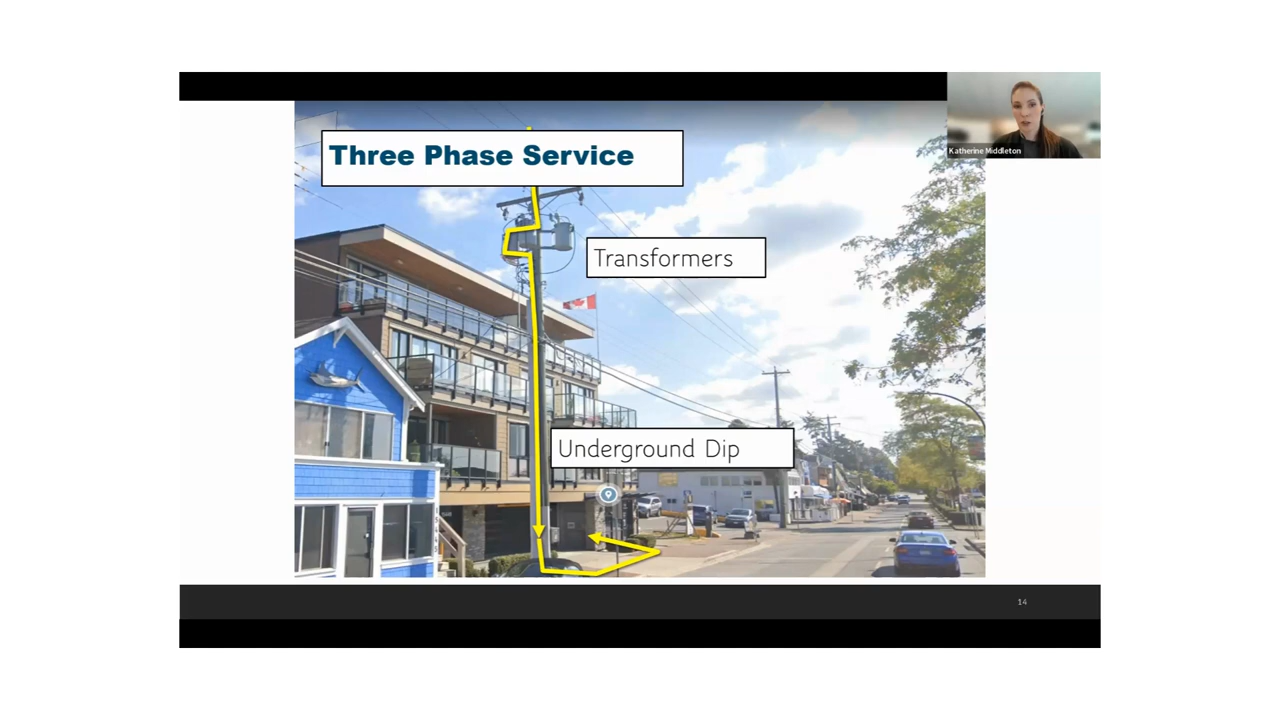 Three Phase Service
Katherine Middleton
Transformers
Underground Dip
14